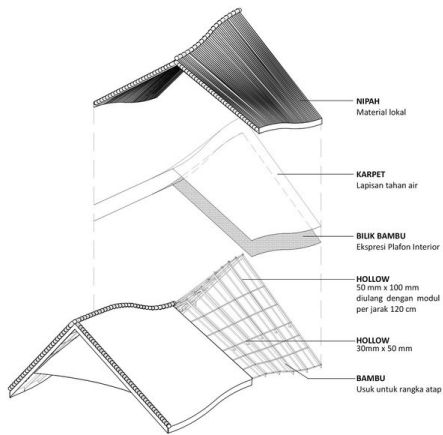 NIPAH
Material lokal
KARPET
Lapisan tahan air
BILIK BAMBU
Ekspresi Plafon Interior
HOLLOW
50 mm x 100 mm
diulang dengan modul
per jarak 120 cm
HOLLOW
30mm x 50 mm
BAMBU
Usuk untuk rangka atap